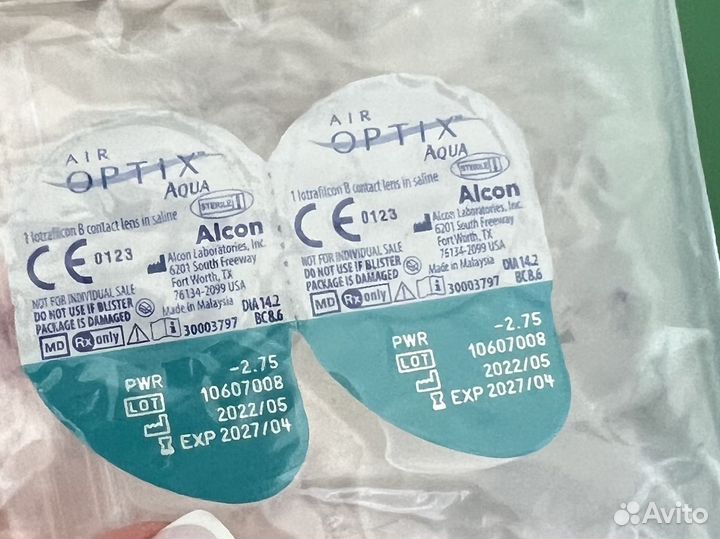 AIR
OPTIX™
AQUA
STERILE
1 lotrafilcon B contact lens in saline
CE 0123
Alcon
Alcon Laboratories, Inc.
6201 South Freeway
Fort Worth, TX
76134-2099 USA
Made in Malaysia
NOT FOR INDIVIDUAL SALE
DO NOT USE IF BLISTER
PACKAGE IS DAMAGED
DIA 14.2
BC 8.6
MD Rx only 30003797
PWR -2.75
LOT 10607008
2022/05
EXP 2027/04
AIR
OPTIX™
AQUA
STERILE
1 lotrafilcon B contact lens in saline
CE 0123
Alcon
Alcon Laboratories, Inc.
6201 South Freeway
Fort Worth, TX
76134-2099 USA
Made in Malaysia
NOT FOR INDIVIDUAL SALE
DO NOT USE IF BLISTER
PACKAGE IS DAMAGED
DIA 14.2
BC 8.6
MD Rx only 30003797
PWR -2.75
LOT 10607008
2022/05
EXP 2027/04
Avito